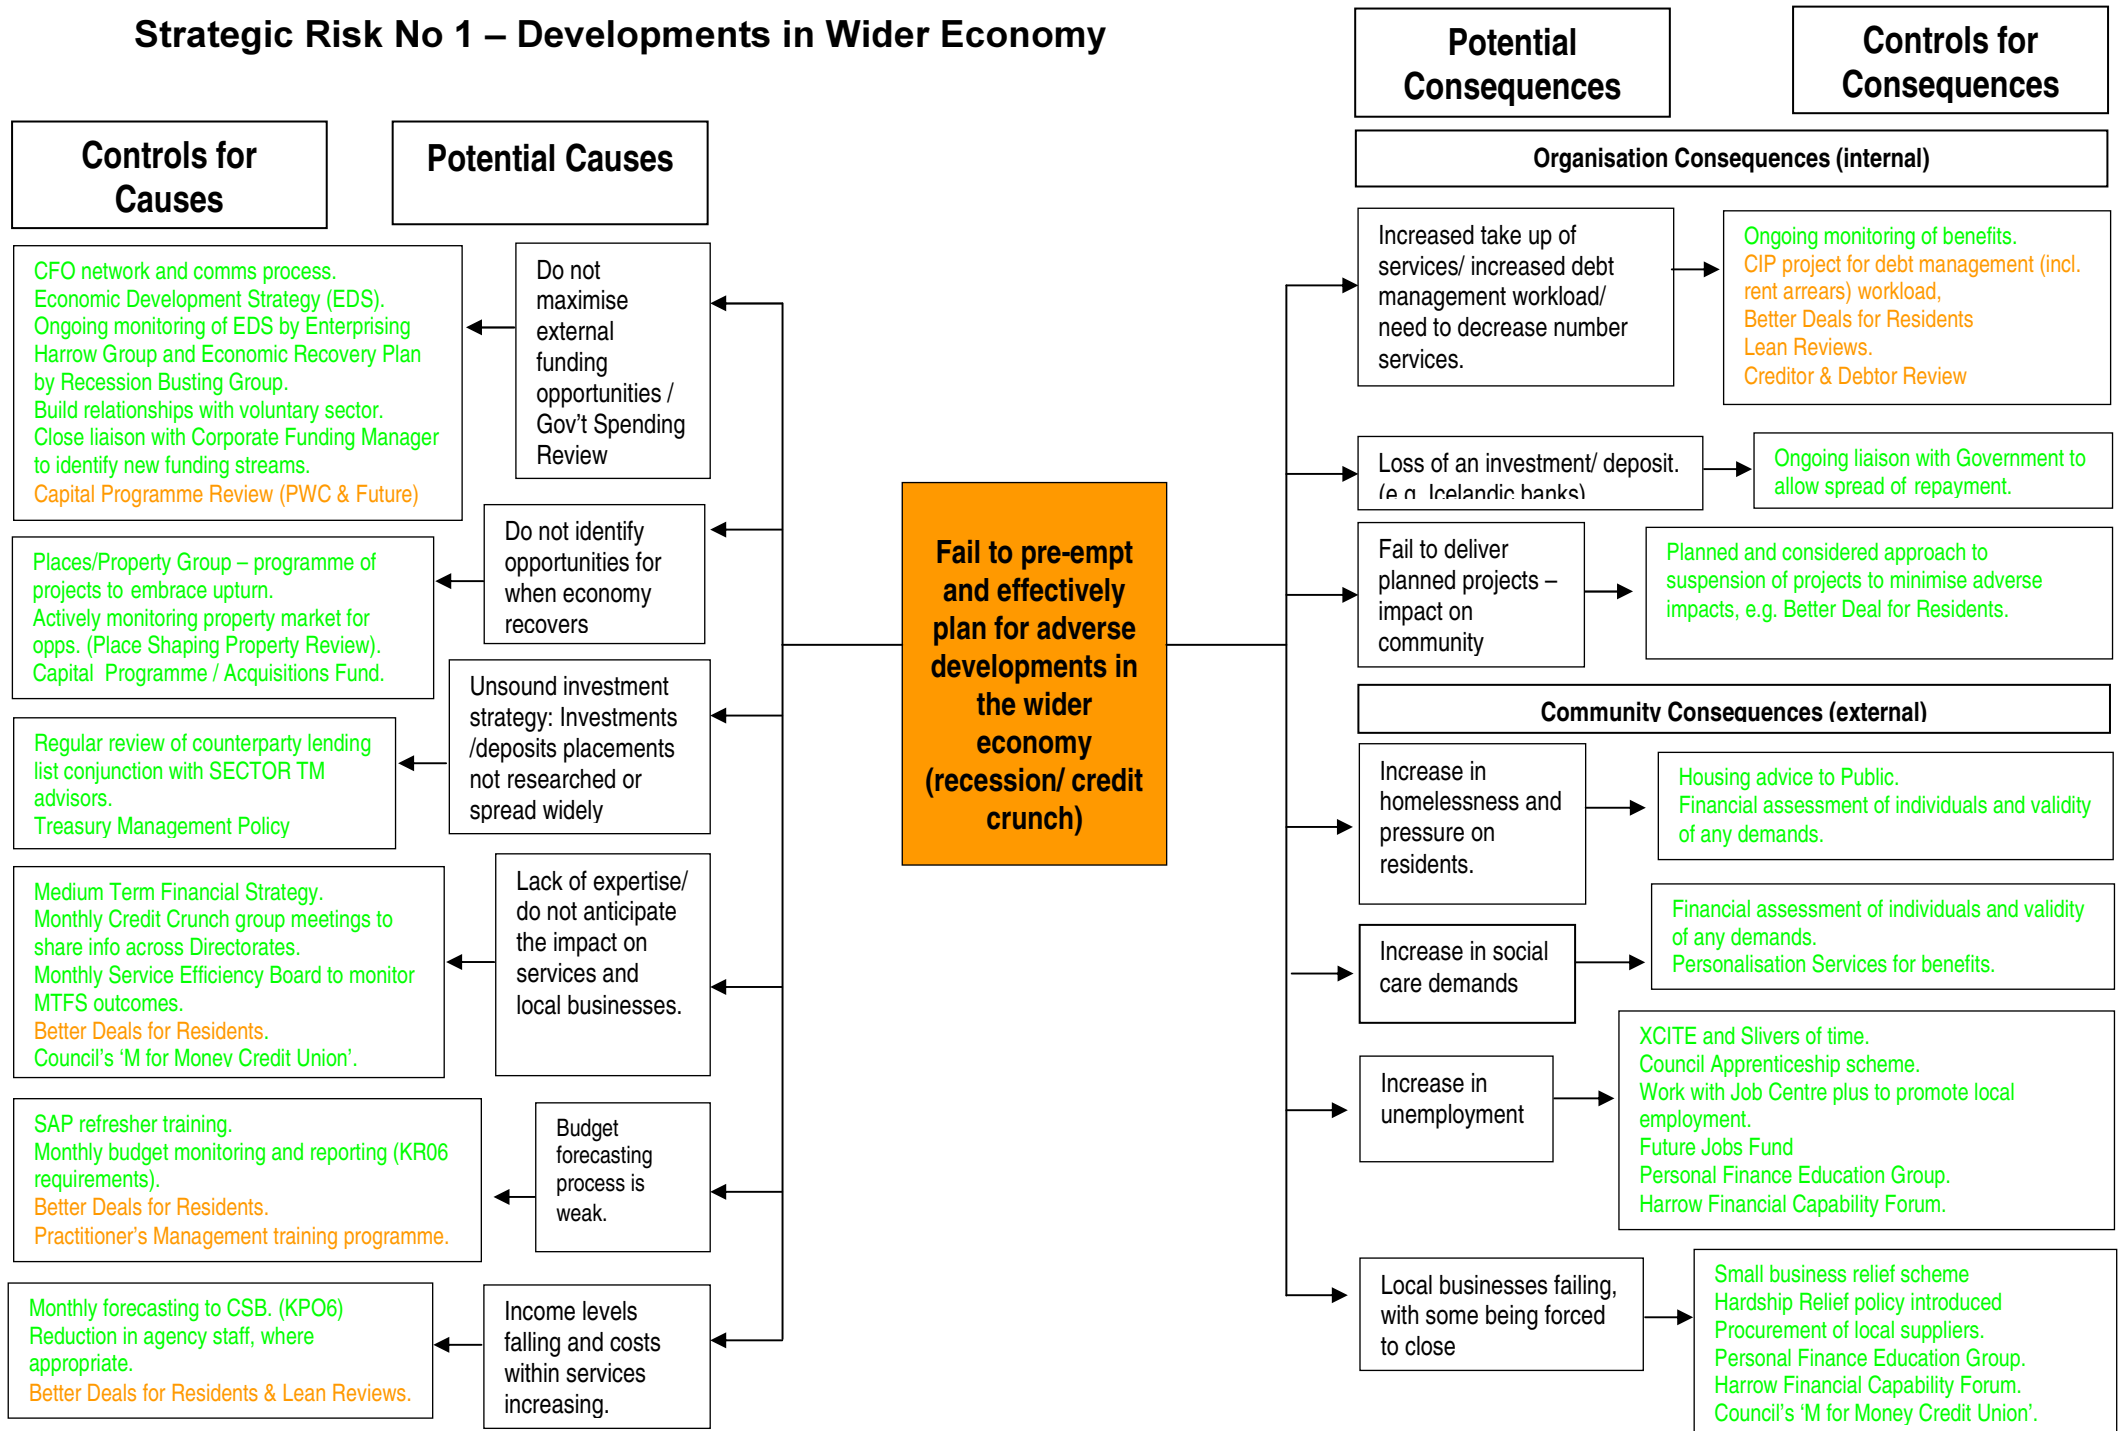 Strategic Risk No 1 – Developments in Wider Economy
Controls for
Causes
Potential Causes
CFO network and comms process.
Economic Development Strategy (EDS).
Ongoing monitoring of EDS by Enterprising
Harrow Group and Economic Recovery Plan
by Recession Busting Group.
Build relationships with voluntary sector.
Close liaison with Corporate Funding Manager
to identify new funding streams.
Capital Programme Review (PWC & Future)
Do not
maximise
external
funding
opportunities /
Gov't Spending
Review
Places/Property Group – programme of
projects to embrace upturn.
Actively monitoring property market for
opps. (Place Shaping Property Review).
Capital Programme / Acquisitions Fund.
Do not identify
opportunities for
when economy
recovers
Regular review of counterparty lending
list conjunction with SECTOR TM
advisors.
Treasury Management Policy
Unsound investment
strategy: Investments
/deposits placements
not researched or
spread widely
Medium Term Financial Strategy.
Monthly Credit Crunch group meetings to
share info across Directorates.
Monthly Service Efficiency Board to monitor
MTFS outcomes.
Better Deals for Residents.
Council's 'M for Money Credit Union'.
Lack of expertise/
do not anticipate
the impact on
services and
local businesses.
SAP refresher training.
Monthly budget monitoring and reporting (KR06
requirements).
Better Deals for Residents.
Practitioner's Management training programme.
Budget
forecasting
process is
weak.
Monthly forecasting to CSB. (KPO6)
Reduction in agency staff, where
appropriate.
Better Deals for Residents & Lean Reviews.
Income levels
falling and costs
within services
increasing.
Fail to pre-empt
and effectively
plan for adverse
developments in
the wider
economy
(recession/ credit
crunch)
Potential
Consequences
Controls for
Consequences
Organisation Consequences (internal)
Increased take up of
services/ increased debt
management workload/
need to decrease number
services.
Ongoing monitoring of benefits.
CIP project for debt management (incl.
rent arrears) workload,
Better Deals for Residents
Lean Reviews.
Creditor & Debtor Review
Loss of an investment/ deposit.
(e.g. Icelandic banks)
Ongoing liaison with Government to
allow spread of repayment.
Fail to deliver
planned projects –
impact on
community
Planned and considered approach to
suspension of projects to minimise adverse
impacts, e.g. Better Deal for Residents.
Community Consequences (external)
Increase in
homelessness and
pressure on
residents.
Housing advice to Public.
Financial assessment of individuals and validity
of any demands.
Increase in social
care demands
Financial assessment of individuals and validity
of any demands.
Personalisation Services for benefits.
Increase in
unemployment
XCITE and Slivers of time.
Council Apprenticeship scheme.
Work with Job Centre plus to promote local
employment.
Future Jobs Fund
Personal Finance Education Group.
Harrow Financial Capability Forum.
Local businesses failing,
with some being forced
to close
Small business relief scheme
Hardship Relief policy introduced
Procurement of local suppliers.
Personal Finance Education Group.
Harrow Financial Capability Forum.
Council's 'M for Money Credit Union'.